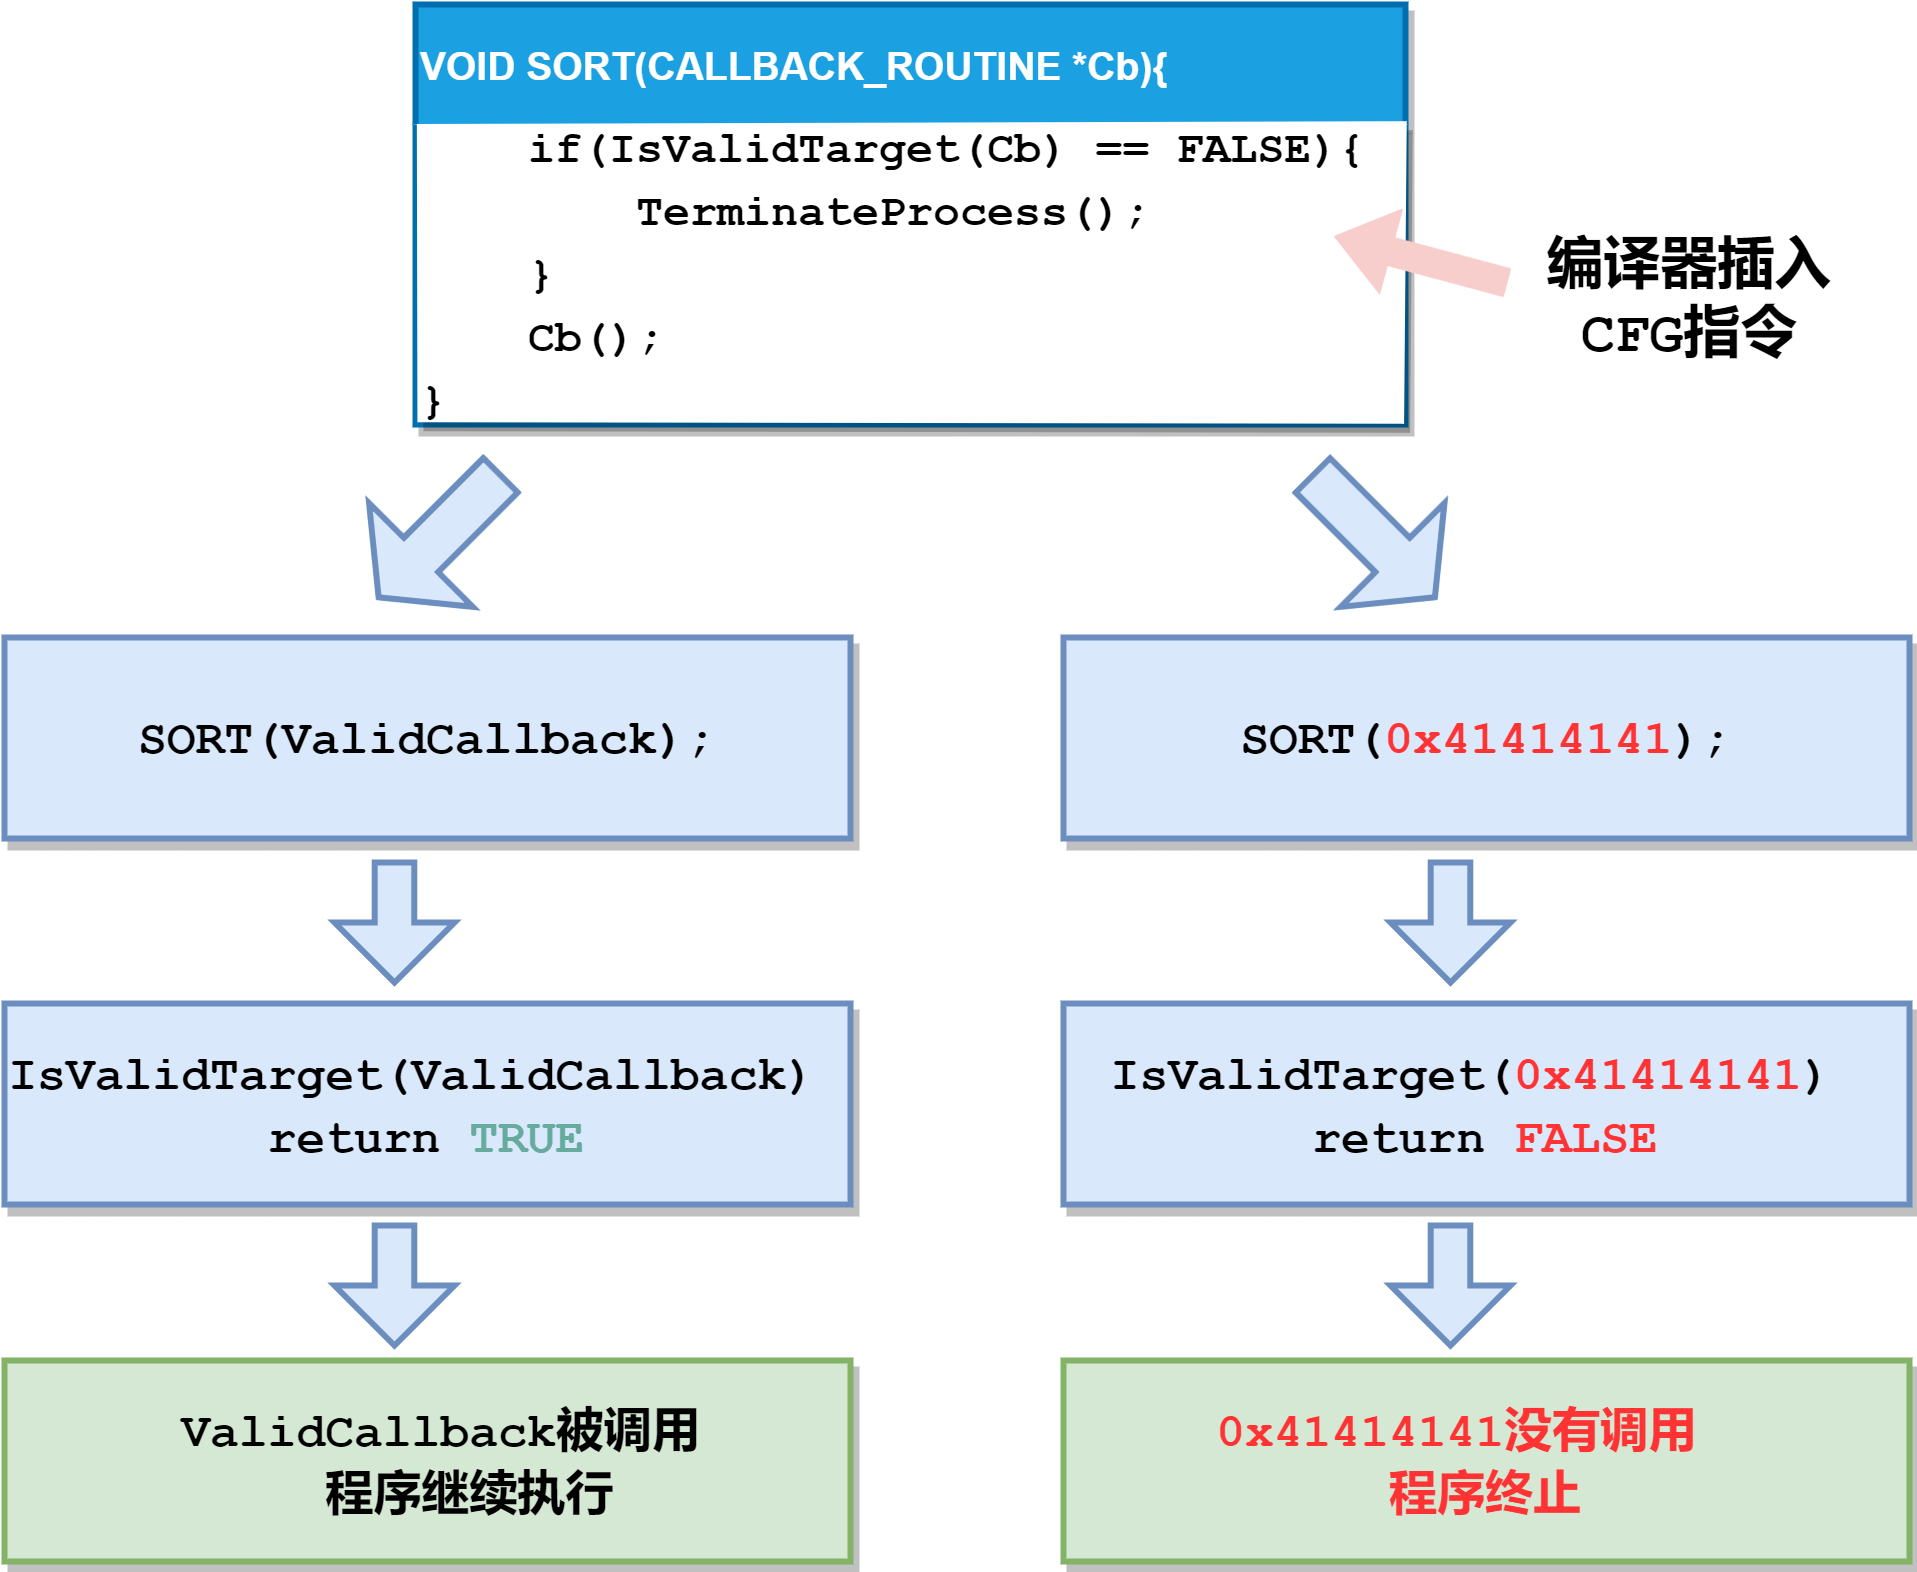 VOID SORT(CALLBACK_ROUTINE *Cb){
if(IsValidTarget(Cb) == FALSE){
TerminateProcess();
}
Cb();
}
编译器插入
CFG指令
SORT(ValidCallback);
SORT(0x41414141);
IsValidTarget(ValidCallback)
return TRUE
IsValidTarget(0x41414141)
return FALSE
ValidCallback被调用
程序继续执行
0x41414141没有调用
程序终止